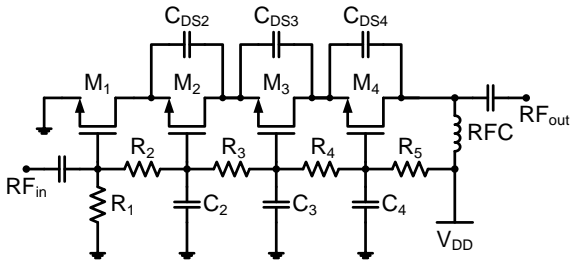 C_DS2 C_DS3 C_DS4
M_1 M_2 M_3 M_4
RF_out
RFC
R_2 R_3 R_4 R_5
RF_in
R_1 C_2 C_3 C_4
V_DD